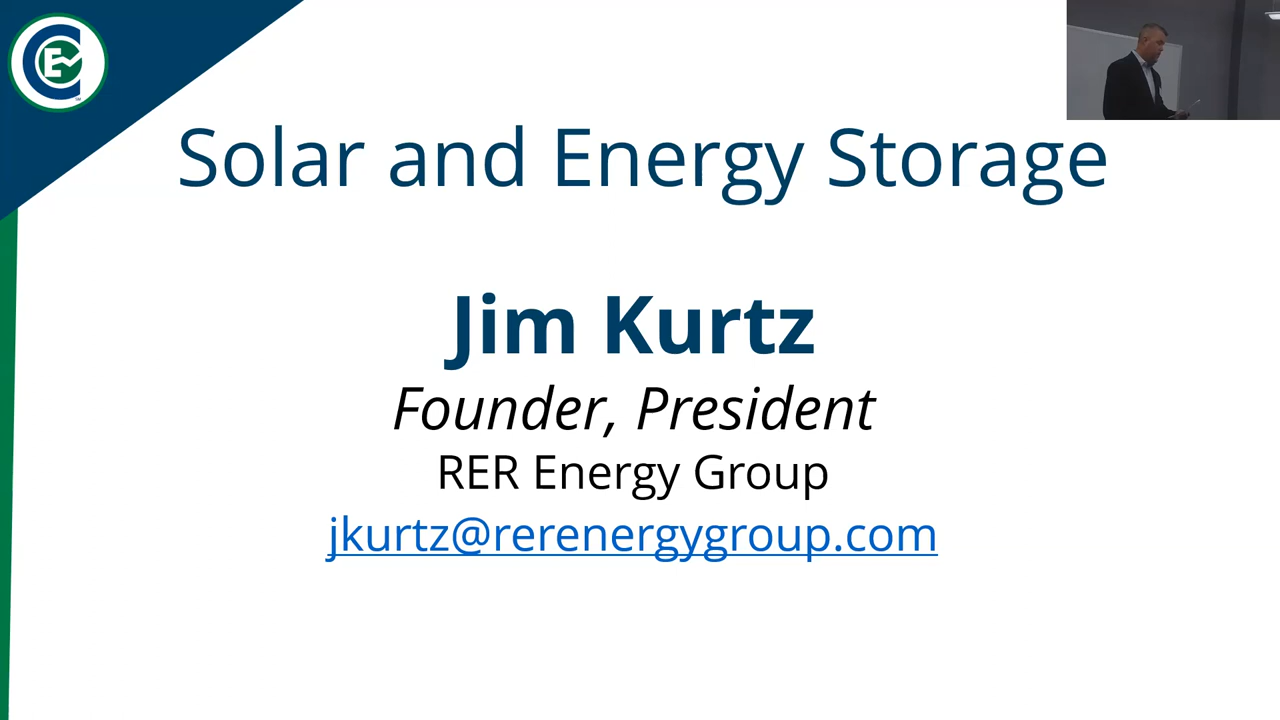 Solar and Energy Storage
Jim Kurtz
Founder, President
RER Energy Group
jkurtz@rerenergygroup.com